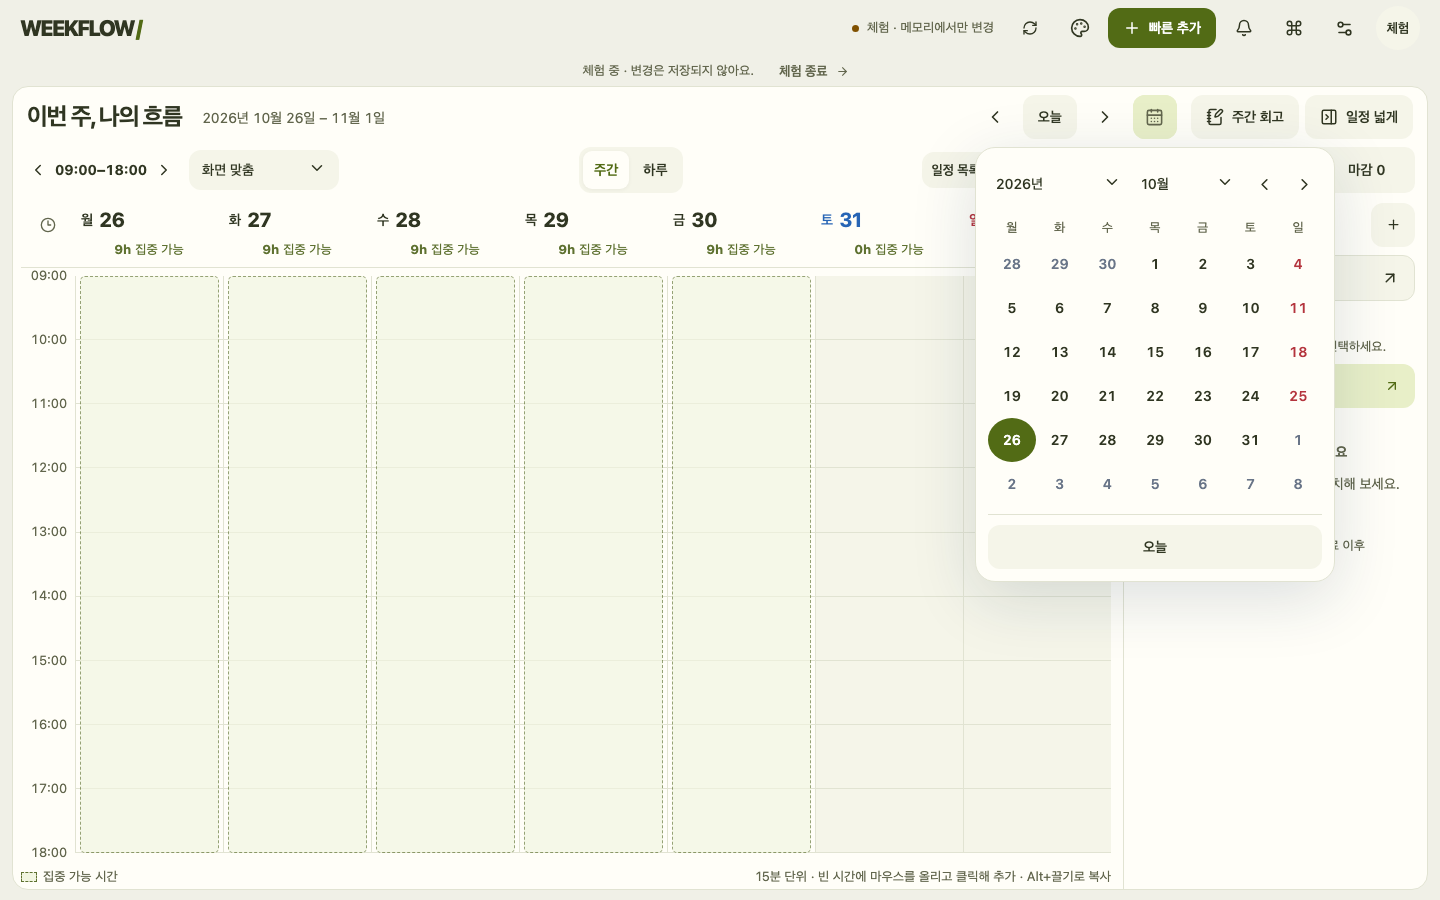 WEEKFLOW/
체험 · 메모리에서만 변경
빠른 추가
체험
체험 중 · 변경은 저장되지 않아요.
체험 종료 →
이번 주, 나의 흐름
2026년 10월 26일 – 11월 1일
오늘
주간 회고
일정 넓게
09:00–18:00
화면 맞춤
주간
하루
일정 목록
마감 0
월 26
화 27
수 28
목 29
금 30
토 31
9h 집중 가능
9h 집중 가능
9h 집중 가능
9h 집중 가능
9h 집중 가능
0h 집중 가능
09:00
10:00
11:00
12:00
13:00
14:00
15:00
16:00
17:00
18:00
2026년
10월
월 화 수 목 금 토 일
28 29 30 1 2 3 4
5 6 7 8 9 10 11
12 13 14 15 16 17 18
19 20 21 22 23 24 25
26 27 28 29 30 31 1
2 3 4 5 6 7 8
오늘
택하세요.
요
치해 보세요.
이후
집중 가능 시간
15분 단위 · 빈 시간에 마우스를 올리고 클릭해 추가 · Alt+끌기로 복사